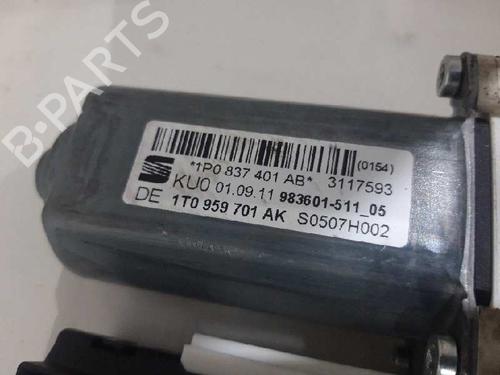 B-PARTS
(0154)
*1P0 837 401 AB* 3117593
KU0 01.09.11 983601-511_05
DE 1T0 959 701 AK S0507H002